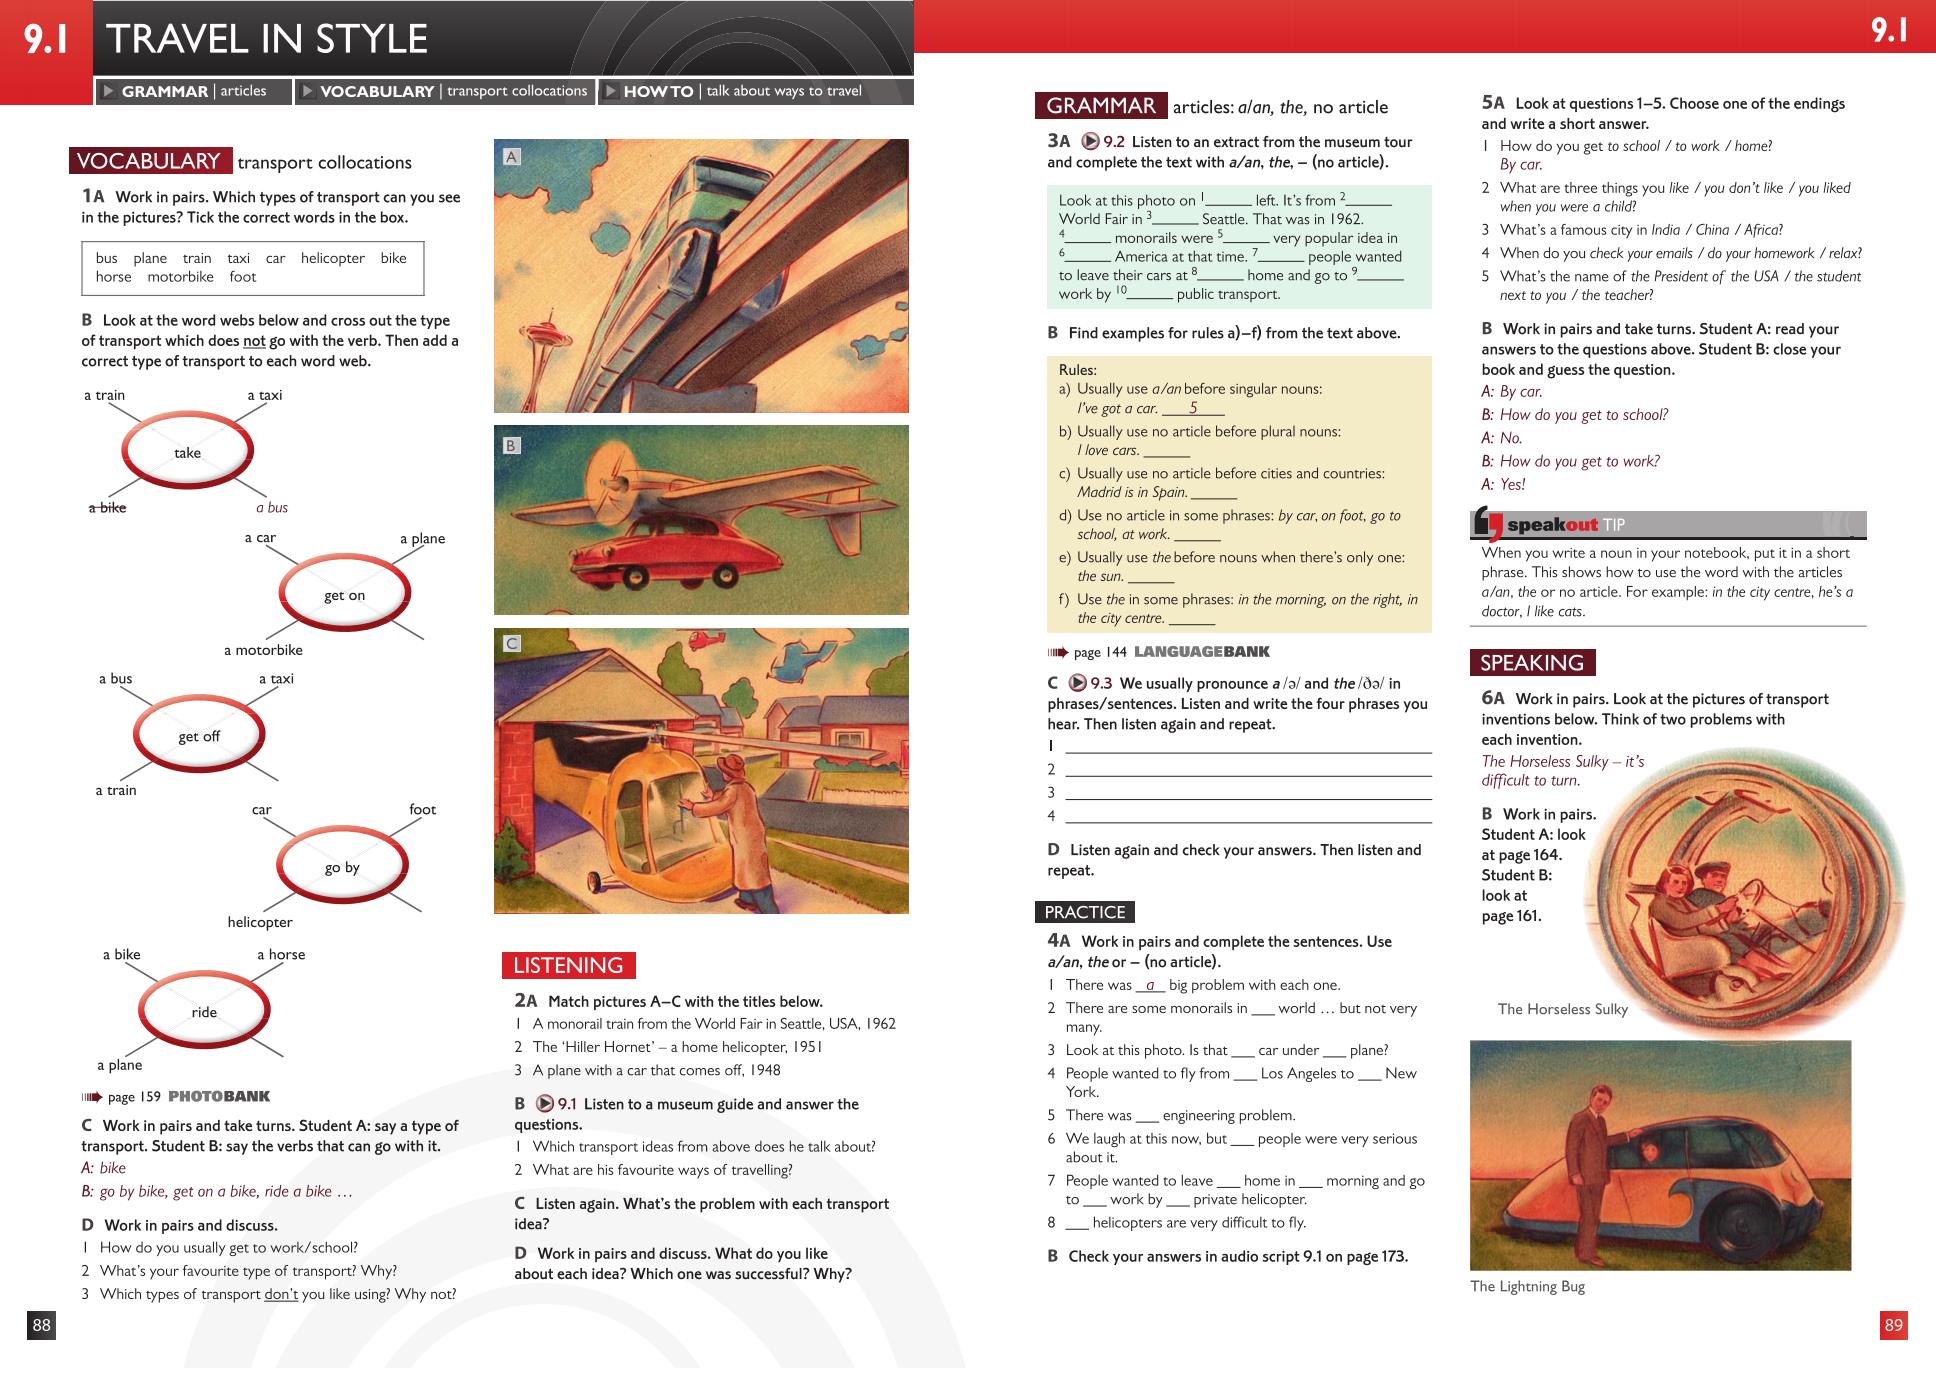 9.1
TRAVEL IN STYLE
GRAMMAR | articles
VOCABULARY | transport collocations
HOW TO | talk about ways to travel
VOCABULARY transport collocations
1A Work in pairs. Which types of transport can you see
in the pictures? Tick the correct words in the box.
bus plane train taxi car helicopter bike
horse motorbike foot
B Look at the word webs below and cross out the type
of transport which does not go with the verb. Then add a
correct type of transport to each word web.
a train a taxi
take
a bike a bus
a car a plane
get on
a motorbike
a bus a taxi
get off
a train
car foot
go by
helicopter
a bike a horse
ride
a plane
page 159 PHOTOBANK
C Work in pairs and take turns. Student A: say a type of
transport. Student B: say the verbs that can go with it.
A: bike
B: go by bike, get on a bike, ride a bike …
D Work in pairs and discuss.
1 How do you usually get to work/school?
2 What's your favourite type of transport? Why?
3 Which types of transport don't you like using? Why not?
88
A
B
C
LISTENING
2A Match pictures A–C with the titles below.
1 A monorail train from the World Fair in Seattle, USA, 1962
2 The 'Hiller Hornet' – a home helicopter, 1951
3 A plane with a car that comes off, 1948
B 9.1 Listen to a museum guide and answer the
questions.
1 Which transport ideas from above does he talk about?
2 What are his favourite ways of travelling?
C Listen again. What's the problem with each transport
idea?
D Work in pairs and discuss. What do you like
about each idea? Which one was successful? Why?
9.1
GRAMMAR articles: a/an, the, no article
3A 9.2 Listen to an extract from the museum tour
and complete the text with a/an, the, – (no article).
Look at this photo on 1______ left. It's from 2______
World Fair in 3______ Seattle. That was in 1962.
4______ monorails were 5______ very popular idea in
6______ America at that time. 7______ people wanted
to leave their cars at 8______ home and go to 9______
work by 10______ public transport.
B Find examples for rules a)–f) from the text above.
Rules:
a) Usually use a/an before singular nouns:
I've got a car. 5
b) Usually use no article before plural nouns:
I love cars. ______
c) Usually use no article before cities and countries:
Madrid is in Spain. ______
d) Use no article in some phrases: by car, on foot, go to
school, at work. ______
e) Usually use the before nouns when there's only one:
the sun. ______
f) Use the in some phrases: in the morning, on the right, in
the city centre. ______
page 144 LANGUAGEBANK
C 9.3 We usually pronounce a /ə/ and the /ðə/ in
phrases/sentences. Listen and write the four phrases you
hear. Then listen again and repeat.
1
2
3
4
D Listen again and check your answers. Then listen and
repeat.
PRACTICE
4A Work in pairs and complete the sentences. Use
a/an, the or – (no article).
1 There was a big problem with each one.
2 There are some monorails in ___ world … but not very
many.
3 Look at this photo. Is that ___ car under ___ plane?
4 People wanted to fly from ___ Los Angeles to ___ New
York.
5 There was ___ engineering problem.
6 We laugh at this now, but ___ people were very serious
about it.
7 People wanted to leave ___ home in ___ morning and go
to ___ work by ___ private helicopter.
8 ___ helicopters are very difficult to fly.
B Check your answers in audio script 9.1 on page 173.
5A Look at questions 1–5. Choose one of the endings
and write a short answer.
1 How do you get to school / to work / home?
By car.
2 What are three things you like / you don't like / you liked
when you were a child?
3 What's a famous city in India / China / Africa?
4 When do you check your emails / do your homework / relax?
5 What's the name of the President of the USA / the student
next to you / the teacher?
B Work in pairs and take turns. Student A: read your
answers to the questions above. Student B: close your
book and guess the question.
A: By car.
B: How do you get to school?
A: No.
B: How do you get to work?
A: Yes!
speakout TIP
When you write a noun in your notebook, put it in a short
phrase. This shows how to use the word with the articles
a/an, the or no article. For example: in the city centre, he's a
doctor, I like cats.
SPEAKING
6A Work in pairs. Look at the pictures of transport
inventions below. Think of two problems with
each invention.
The Horseless Sulky – it's
difficult to turn.
B Work in pairs.
Student A: look
at page 164.
Student B:
look at
page 161.
The Horseless Sulky
The Lightning Bug
89